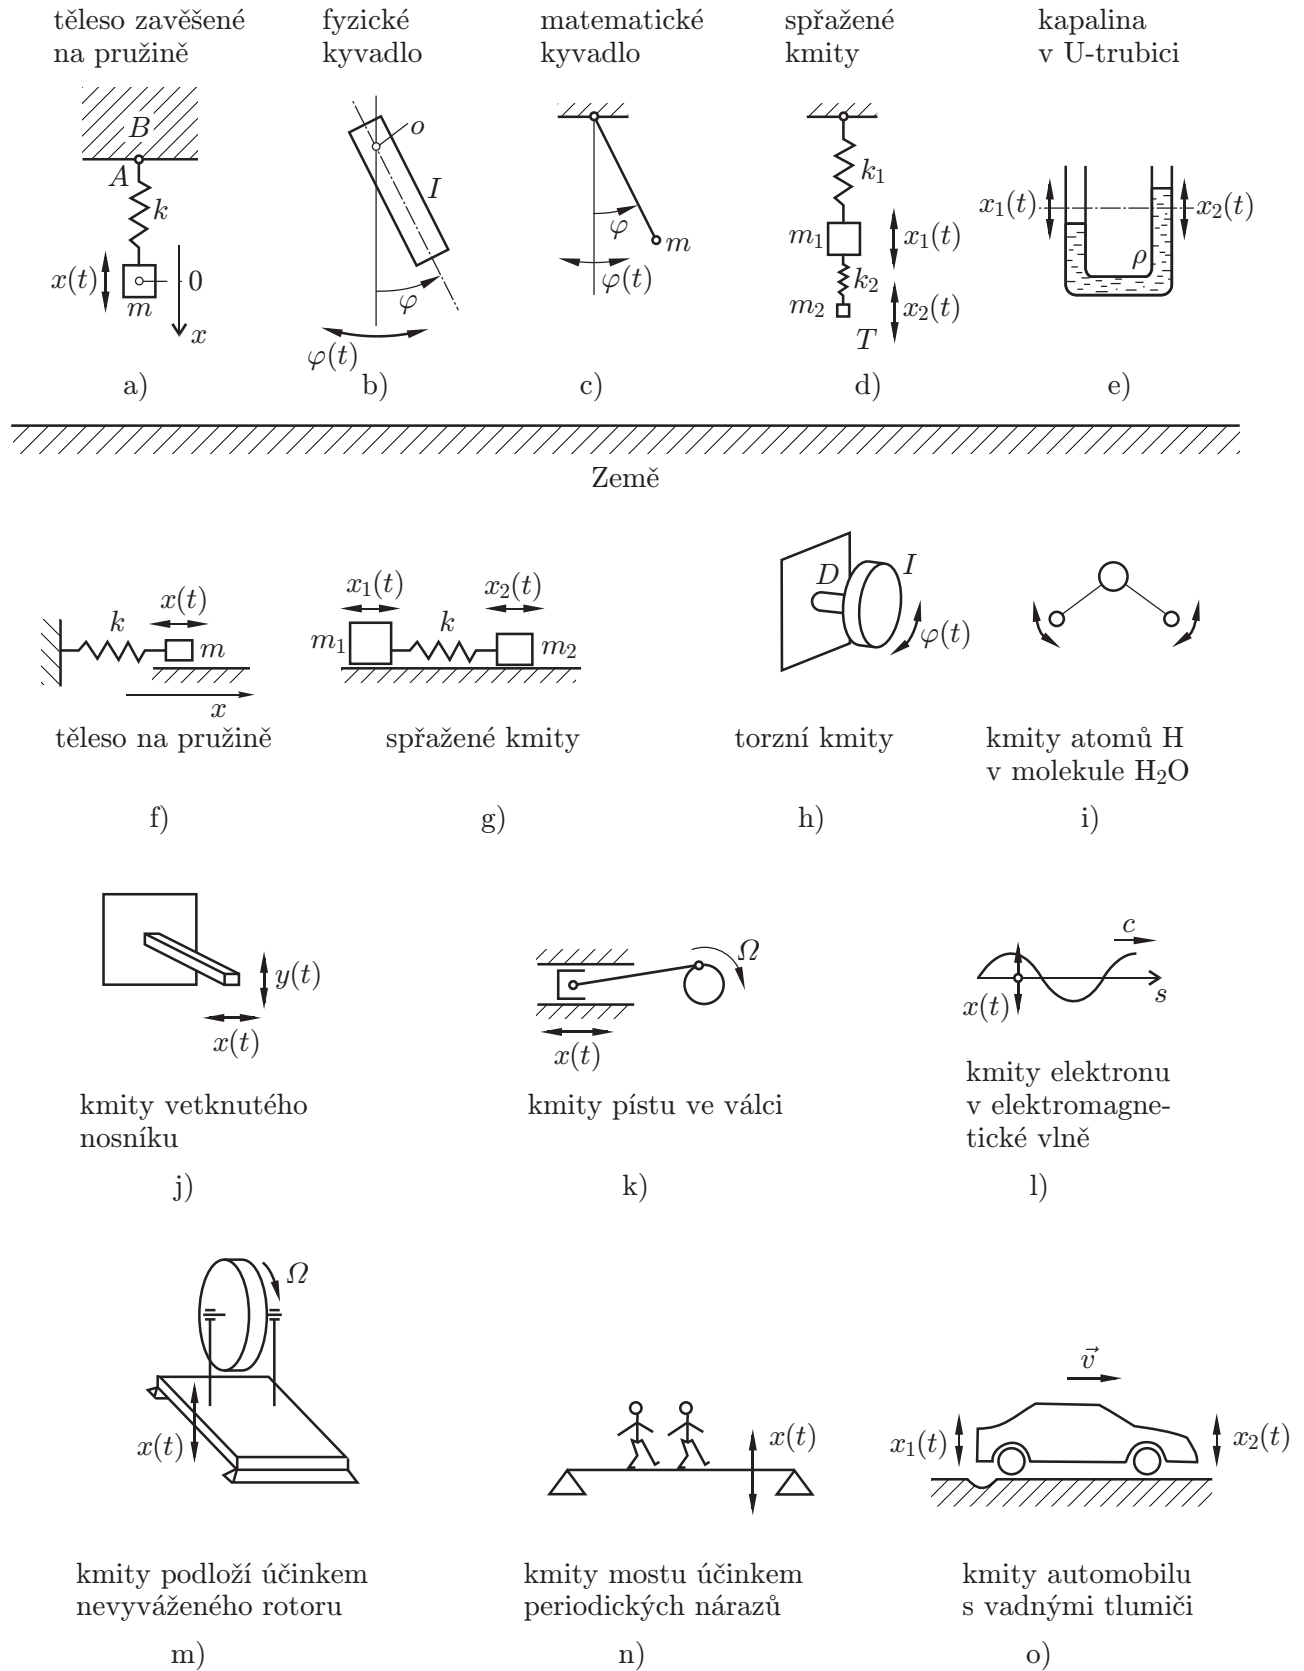 těleso zavěšené
na pružině
fyzické
kyvadlo
matematické
kyvadlo
spřažené
kmity
kapalina
v U-trubici
B
A
k
x(t)
0
m
x
a)
o
I
φ
φ(t)
b)
φ
m
φ(t)
c)
k₁
m₁
x₁(t)
k₂
m₂
x₂(t)
T
d)
x₁(t)
x₂(t)
ρ
e)
Země
x(t)
k
m
x
těleso na pružině
f)
x₁(t)
x₂(t)
m₁
k
m₂
spřažené kmity
g)
D
I
φ(t)
torzní kmity
h)
kmity atomů H
v molekule H₂O
i)
y(t)
x(t)
kmity vetknutého
nosníku
j)
Ω
x(t)
kmity pístu ve válci
k)
c
s
x(t)
kmity elektronu
v elektromagne-
tické vlně
l)
Ω
x(t)
kmity podloží účinkem
nevyváženého rotoru
m)
x(t)
kmity mostu účinkem
periodických nárazů
n)
v⃗
x₁(t)
x₂(t)
kmity automobilu
s vadnými tlumiči
o)